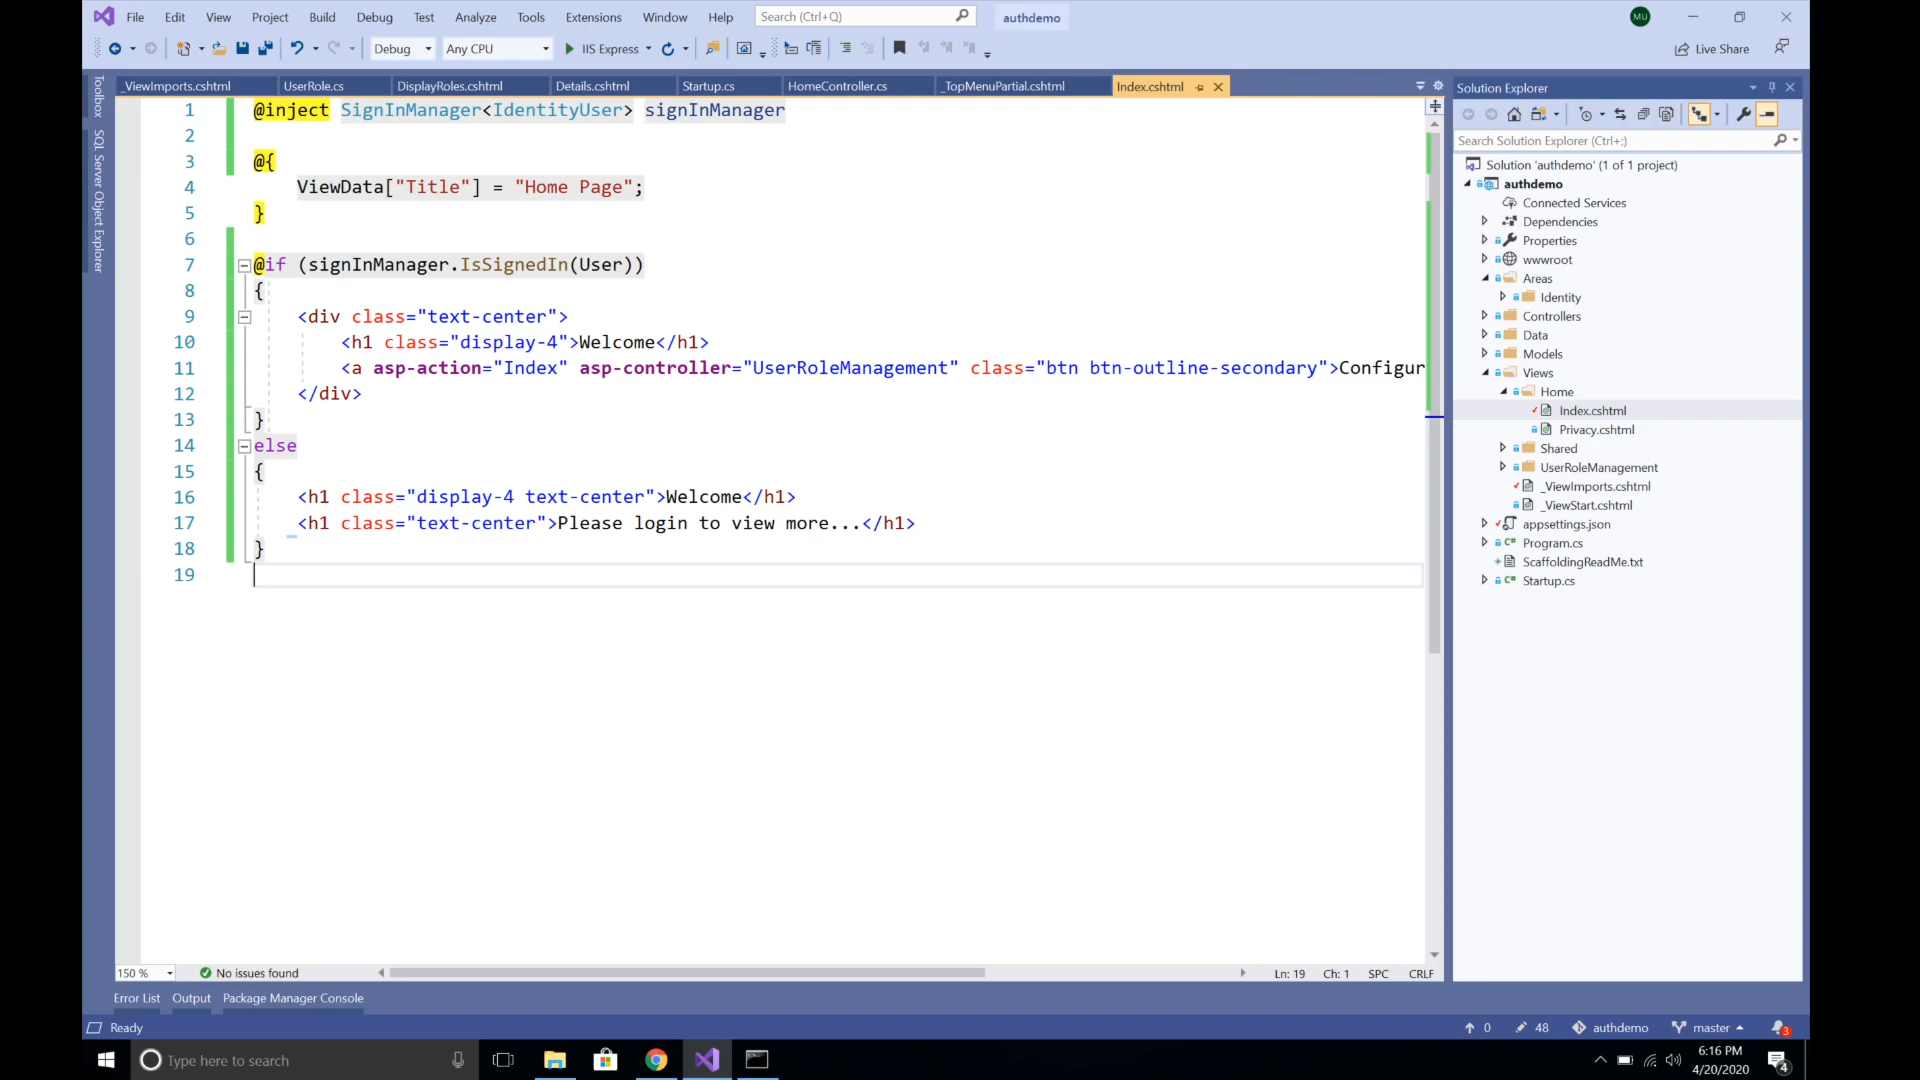 File Edit View Project Build Debug Test Analyze Tools Extensions Window Help Search (Ctrl+Q) authdemo MU
Debug Any CPU IIS Express Live Share
_ViewImports.cshtml UserRole.cs DisplayRoles.cshtml Details.cshtml Startup.cs HomeController.cs _TopMenuPartial.cshtml Index.cshtml
Toolbox
SQL Server Object Explorer
1 @inject SignInManager<IdentityUser> signInManager
2
3 @{
4 ViewData["Title"] = "Home Page";
5 }
6
7 @if (signInManager.IsSignedIn(User))
8 {
9 <div class="text-center">
10 <h1 class="display-4">Welcome</h1>
11 <a asp-action="Index" asp-controller="UserRoleManagement" class="btn btn-outline-secondary">Configur
12 </div>
13 }
14 else
15 {
16 <h1 class="display-4 text-center">Welcome</h1>
17 <h1 class="text-center">Please login to view more...</h1>
18 }
19
150 % No issues found Ln: 19 Ch: 1 SPC CRLF
Solution Explorer
Search Solution Explorer (Ctrl+;)
Solution 'authdemo' (1 of 1 project)
authdemo
Connected Services
Dependencies
Properties
wwwroot
Areas
Identity
Controllers
Data
Models
Views
Home
Index.cshtml
Privacy.cshtml
Shared
UserRoleManagement
_ViewImports.cshtml
_ViewStart.cshtml
appsettings.json
Program.cs
ScaffoldingReadMe.txt
Startup.cs
Error List Output Package Manager Console
Ready 0 48 authdemo master 3
Type here to search 6:16 PM
4/20/2020 4